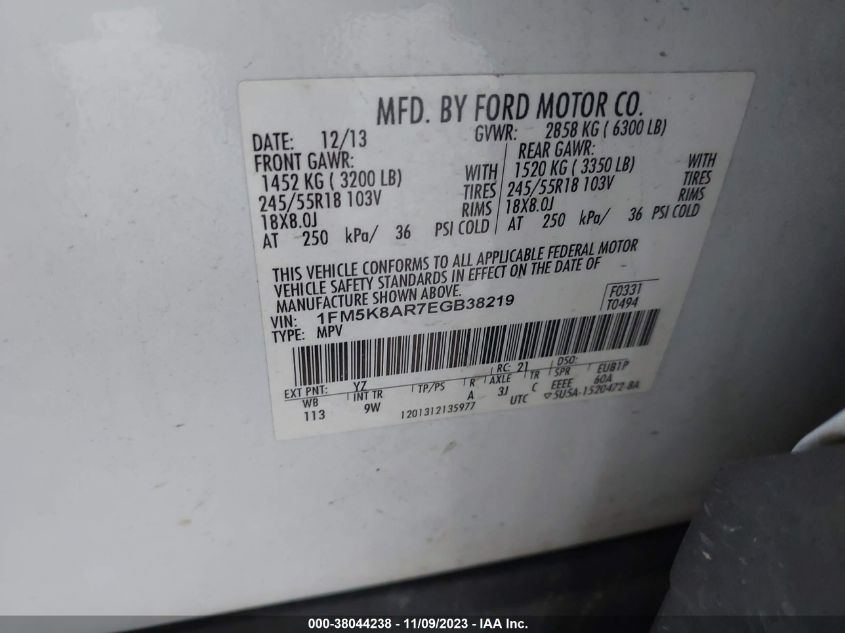 MFD. BY FORD MOTOR CO.
DATE: 12/13 GVWR: 2858 KG ( 6300 LB)
FRONT GAWR: REAR GAWR:
1452 KG ( 3200 LB) WITH 1520 KG ( 3350 LB) WITH
245/55R18 103V TIRES 245/55R18 103V TIRES
18X8.0J RIMS 18X8.0J RIMS
AT 250 kPa/ 36 PSI COLD AT 250 kPa/ 36 PSI COLD
THIS VEHICLE CONFORMS TO ALL APPLICABLE FEDERAL MOTOR
VEHICLE SAFETY STANDARDS IN EFFECT ON THE DATE OF
MANUFACTURE SHOWN ABOVE.
VIN: 1FM5K8AR7EGB38219 F0331
TYPE: MPV T0494
EXT PNT: YZ RC: 21 DSO:
WB INT TR TP/PS R AXLE TR SPR EUB1P
113 9W A 3J C EEEE 60A
1201312135977 UTC 5U5A-1520472-BA
000-38044238 - 11/09/2023 - IAA Inc.